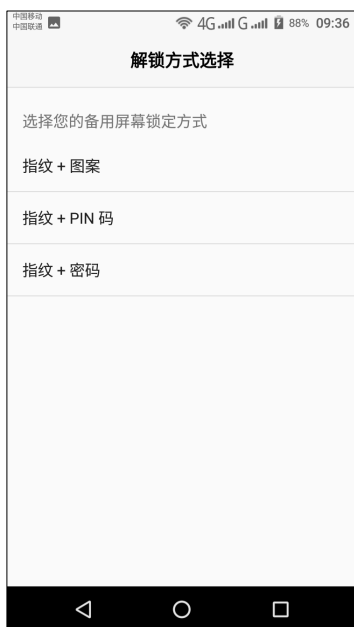 中国移动
中国联通
4G G 88% 09:36
解锁方式选择
选择您的备用屏幕锁定方式
指纹 + 图案
指纹 + PIN 码
指纹 + 密码